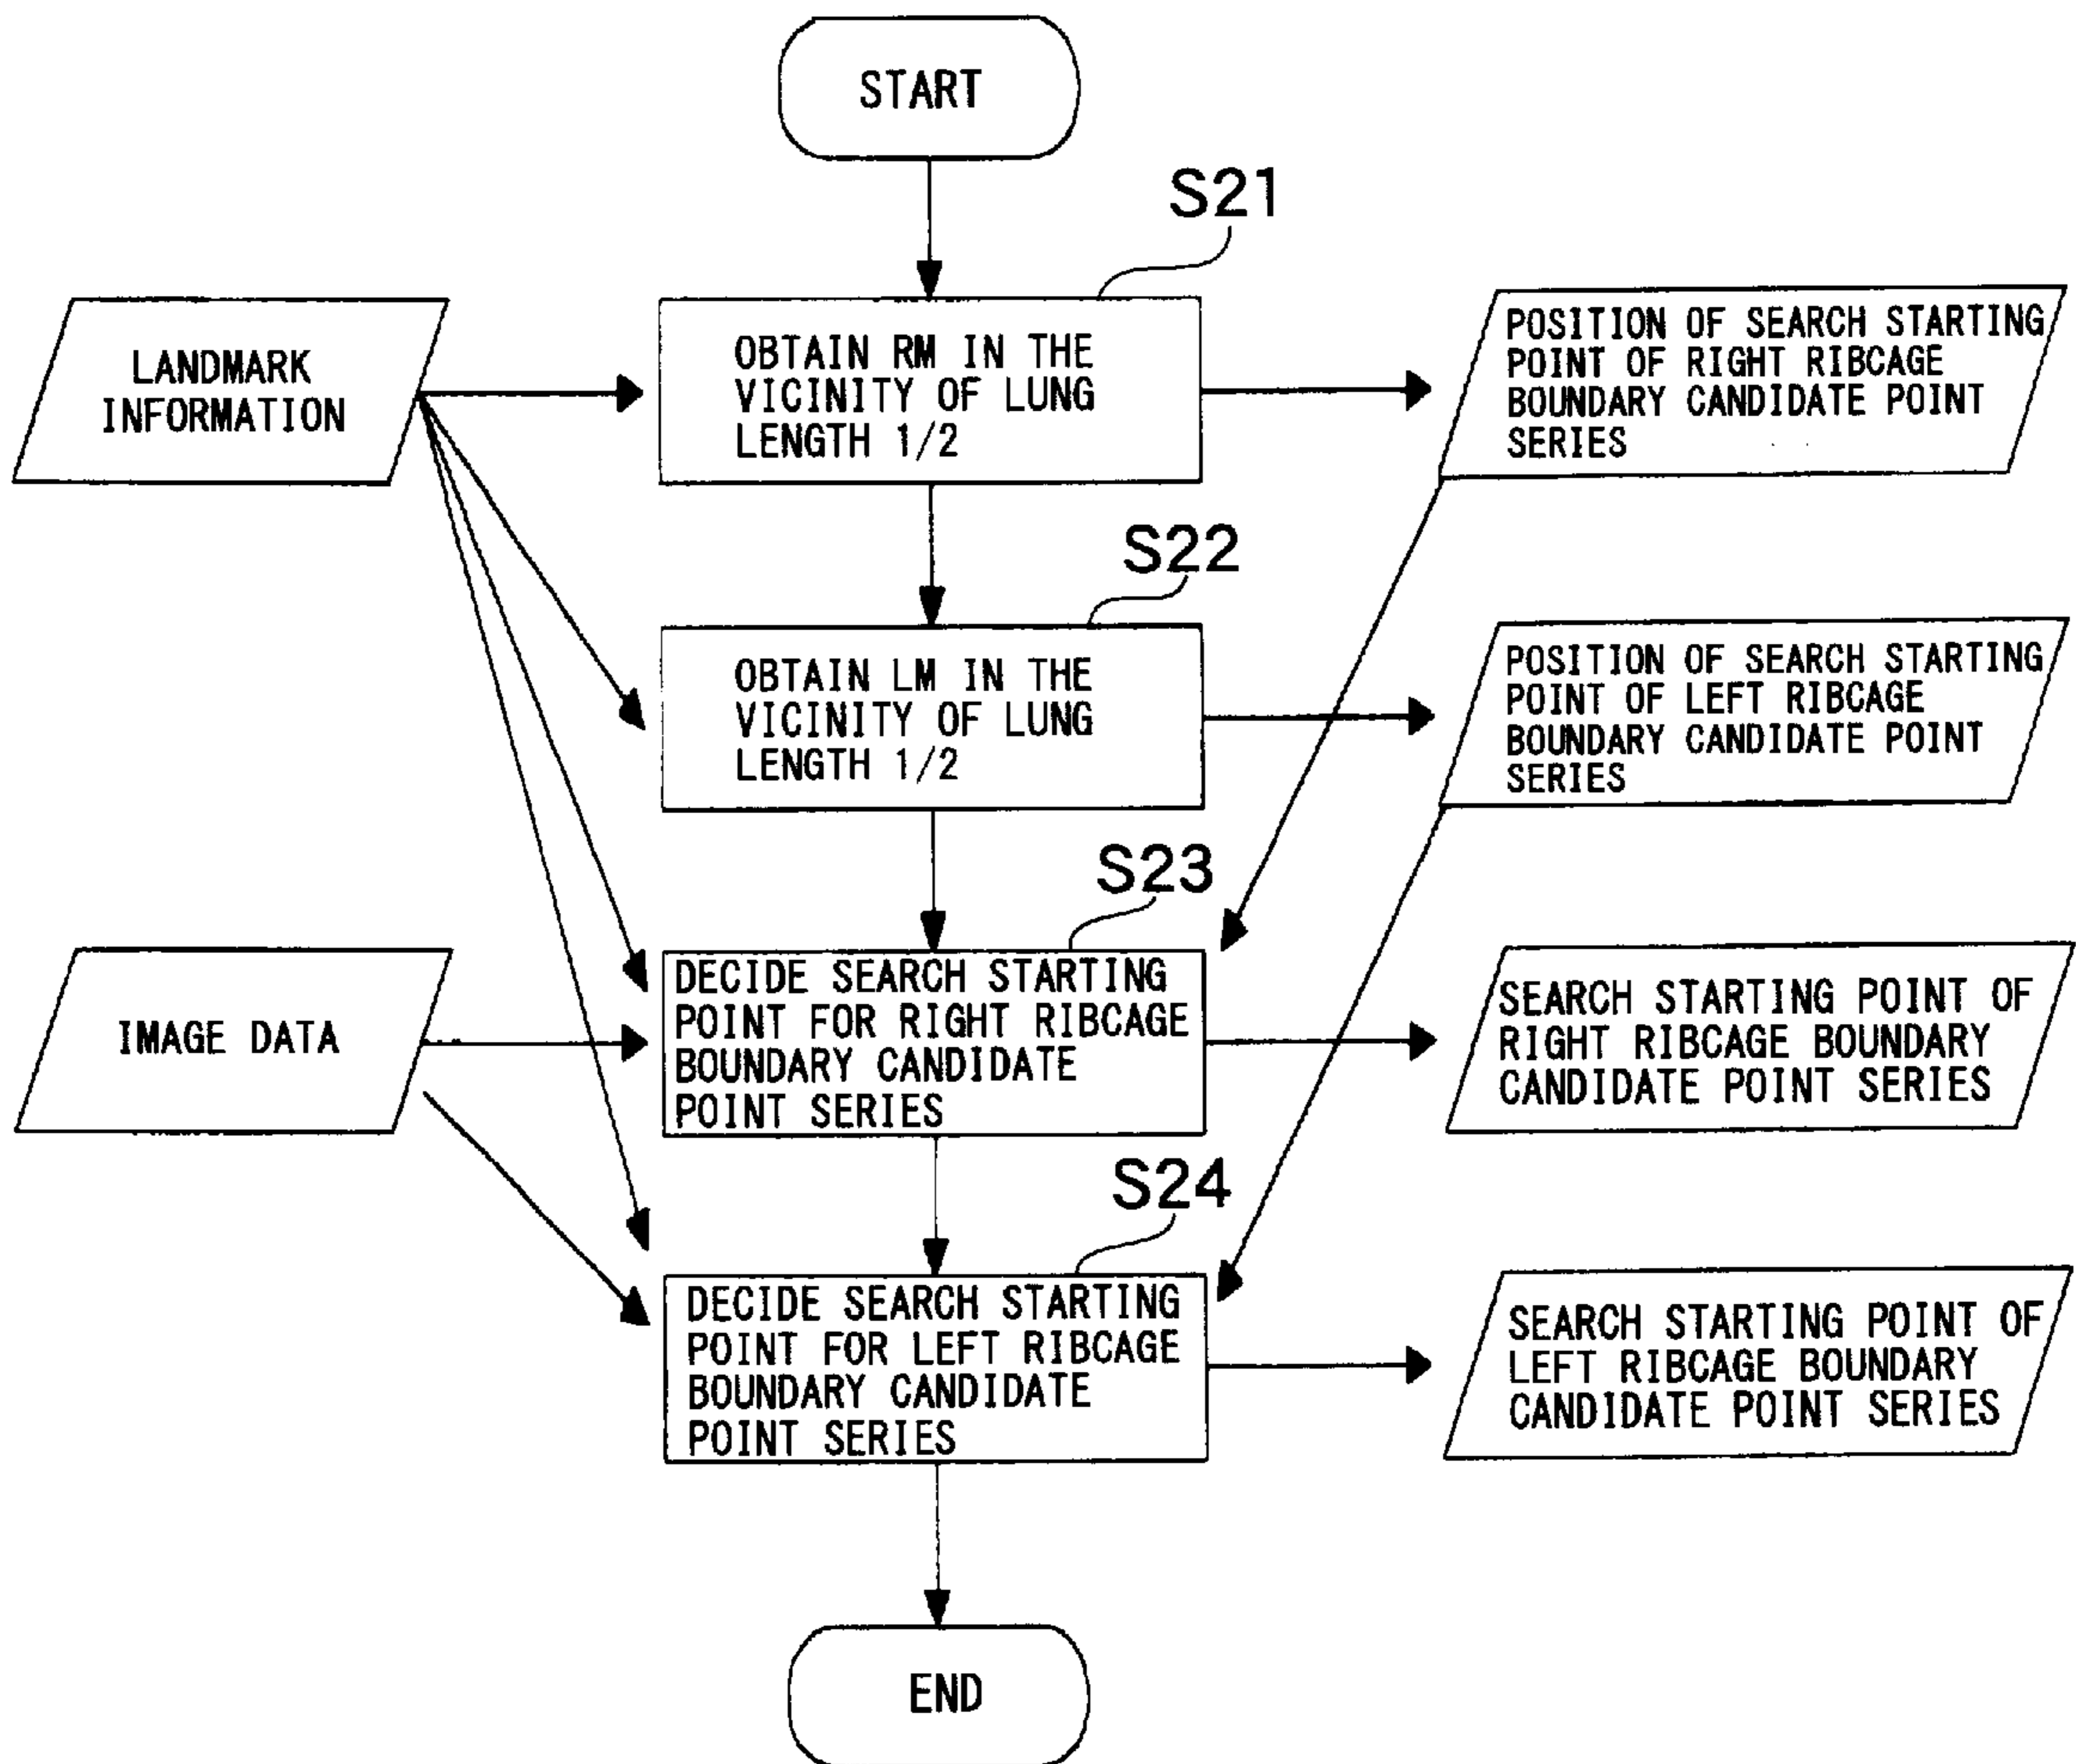 START
S21
LANDMARK
INFORMATION
OBTAIN RM IN THE
VICINITY OF LUNG
LENGTH 1/2
POSITION OF SEARCH STARTING
POINT OF RIGHT RIBCAGE
BOUNDARY CANDIDATE POINT
SERIES
S22
OBTAIN LM IN THE
VICINITY OF LUNG
LENGTH 1/2
POSITION OF SEARCH STARTING
POINT OF LEFT RIBCAGE
BOUNDARY CANDIDATE POINT
SERIES
S23
IMAGE DATA
DECIDE SEARCH STARTING
POINT FOR RIGHT RIBCAGE
BOUNDARY CANDIDATE
POINT SERIES
SEARCH STARTING POINT OF
RIGHT RIBCAGE BOUNDARY
CANDIDATE POINT SERIES
S24
DECIDE SEARCH STARTING
POINT FOR LEFT RIBCAGE
BOUNDARY CANDIDATE
POINT SERIES
SEARCH STARTING POINT OF
LEFT RIBCAGE BOUNDARY
CANDIDATE POINT SERIES
END